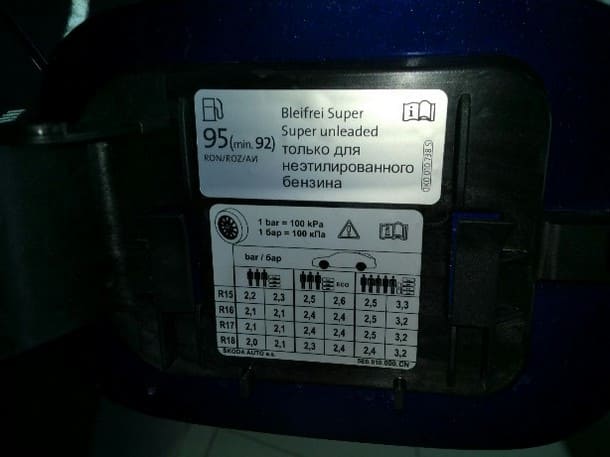 Bleifrei Super
Super unleaded
95 (min. 92)
RON/ROZ/АИ
только для
неэтилированного
бензина
1 bar = 100 kPa
1 бар = 100 кПа
bar / бар
ECO
R15 2,2 2,3 2,5 2,6 2,5 3,3
R16 2,1 2,1 2,4 2,4 2,5 3,2
R17 2,1 2,1 2,4 2,4 2,5 3,2
R18 2,0 2,1 2,3 2,4 2,4 3,2
ŠKODA AUTO a.s.